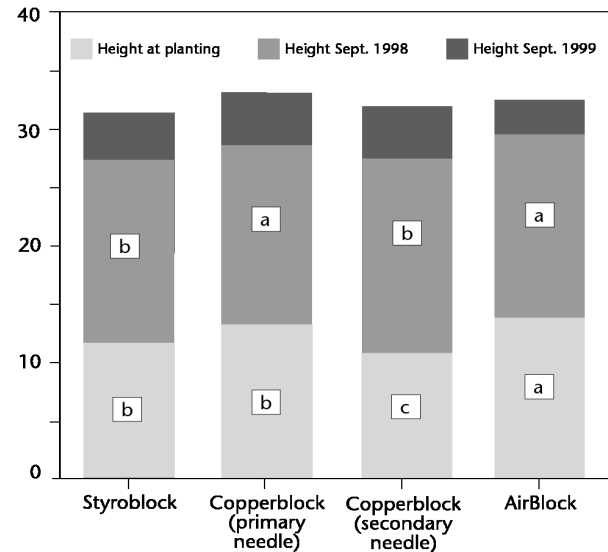 40
Height at planting
Height Sept. 1998
Height Sept. 1999
30
a
a
b
b
20
10
a
b
b
c
0
Styroblock
Copperblock
(primary
needle)
Copperblock
(secondary
needle)
AirBlock